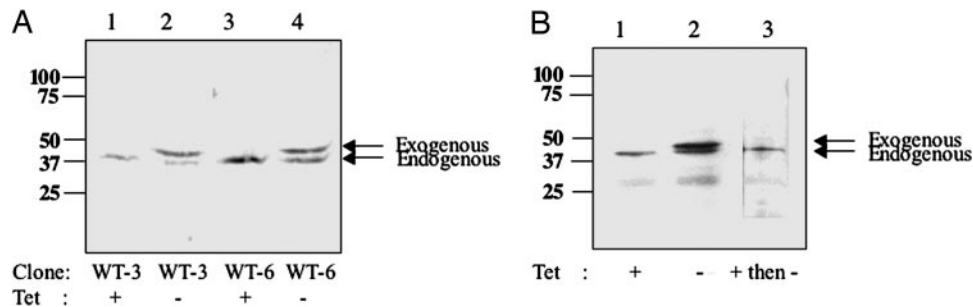 A
1 2 3 4
100
75
50
37
25
Exogenous
Endogenous
Clone: WT-3 WT-3 WT-6 WT-6
Tet : + - + -
B
1 2 3
100
75
50
37
25
Exogenous
Endogenous
Tet : + - + then -